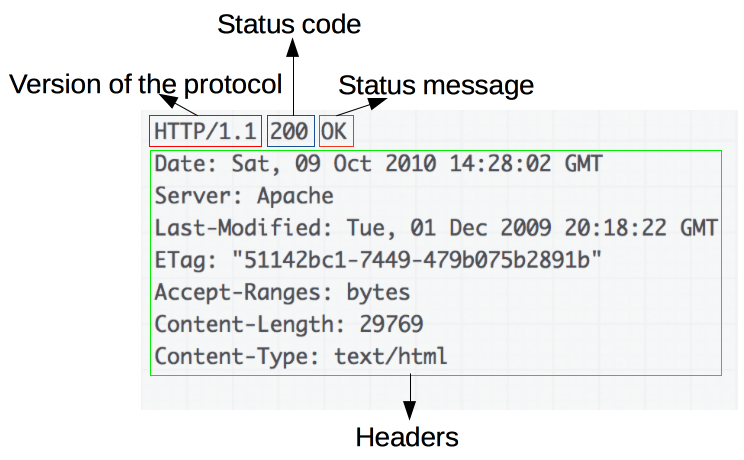 Status code
Version of the protocol
Status message
HTTP/1.1 200 OK
Date: Sat, 09 Oct 2010 14:28:02 GMT
Server: Apache
Last-Modified: Tue, 01 Dec 2009 20:18:22 GMT
ETag: "51142bc1-7449-479b075b2891b"
Accept-Ranges: bytes
Content-Length: 29769
Content-Type: text/html
Headers